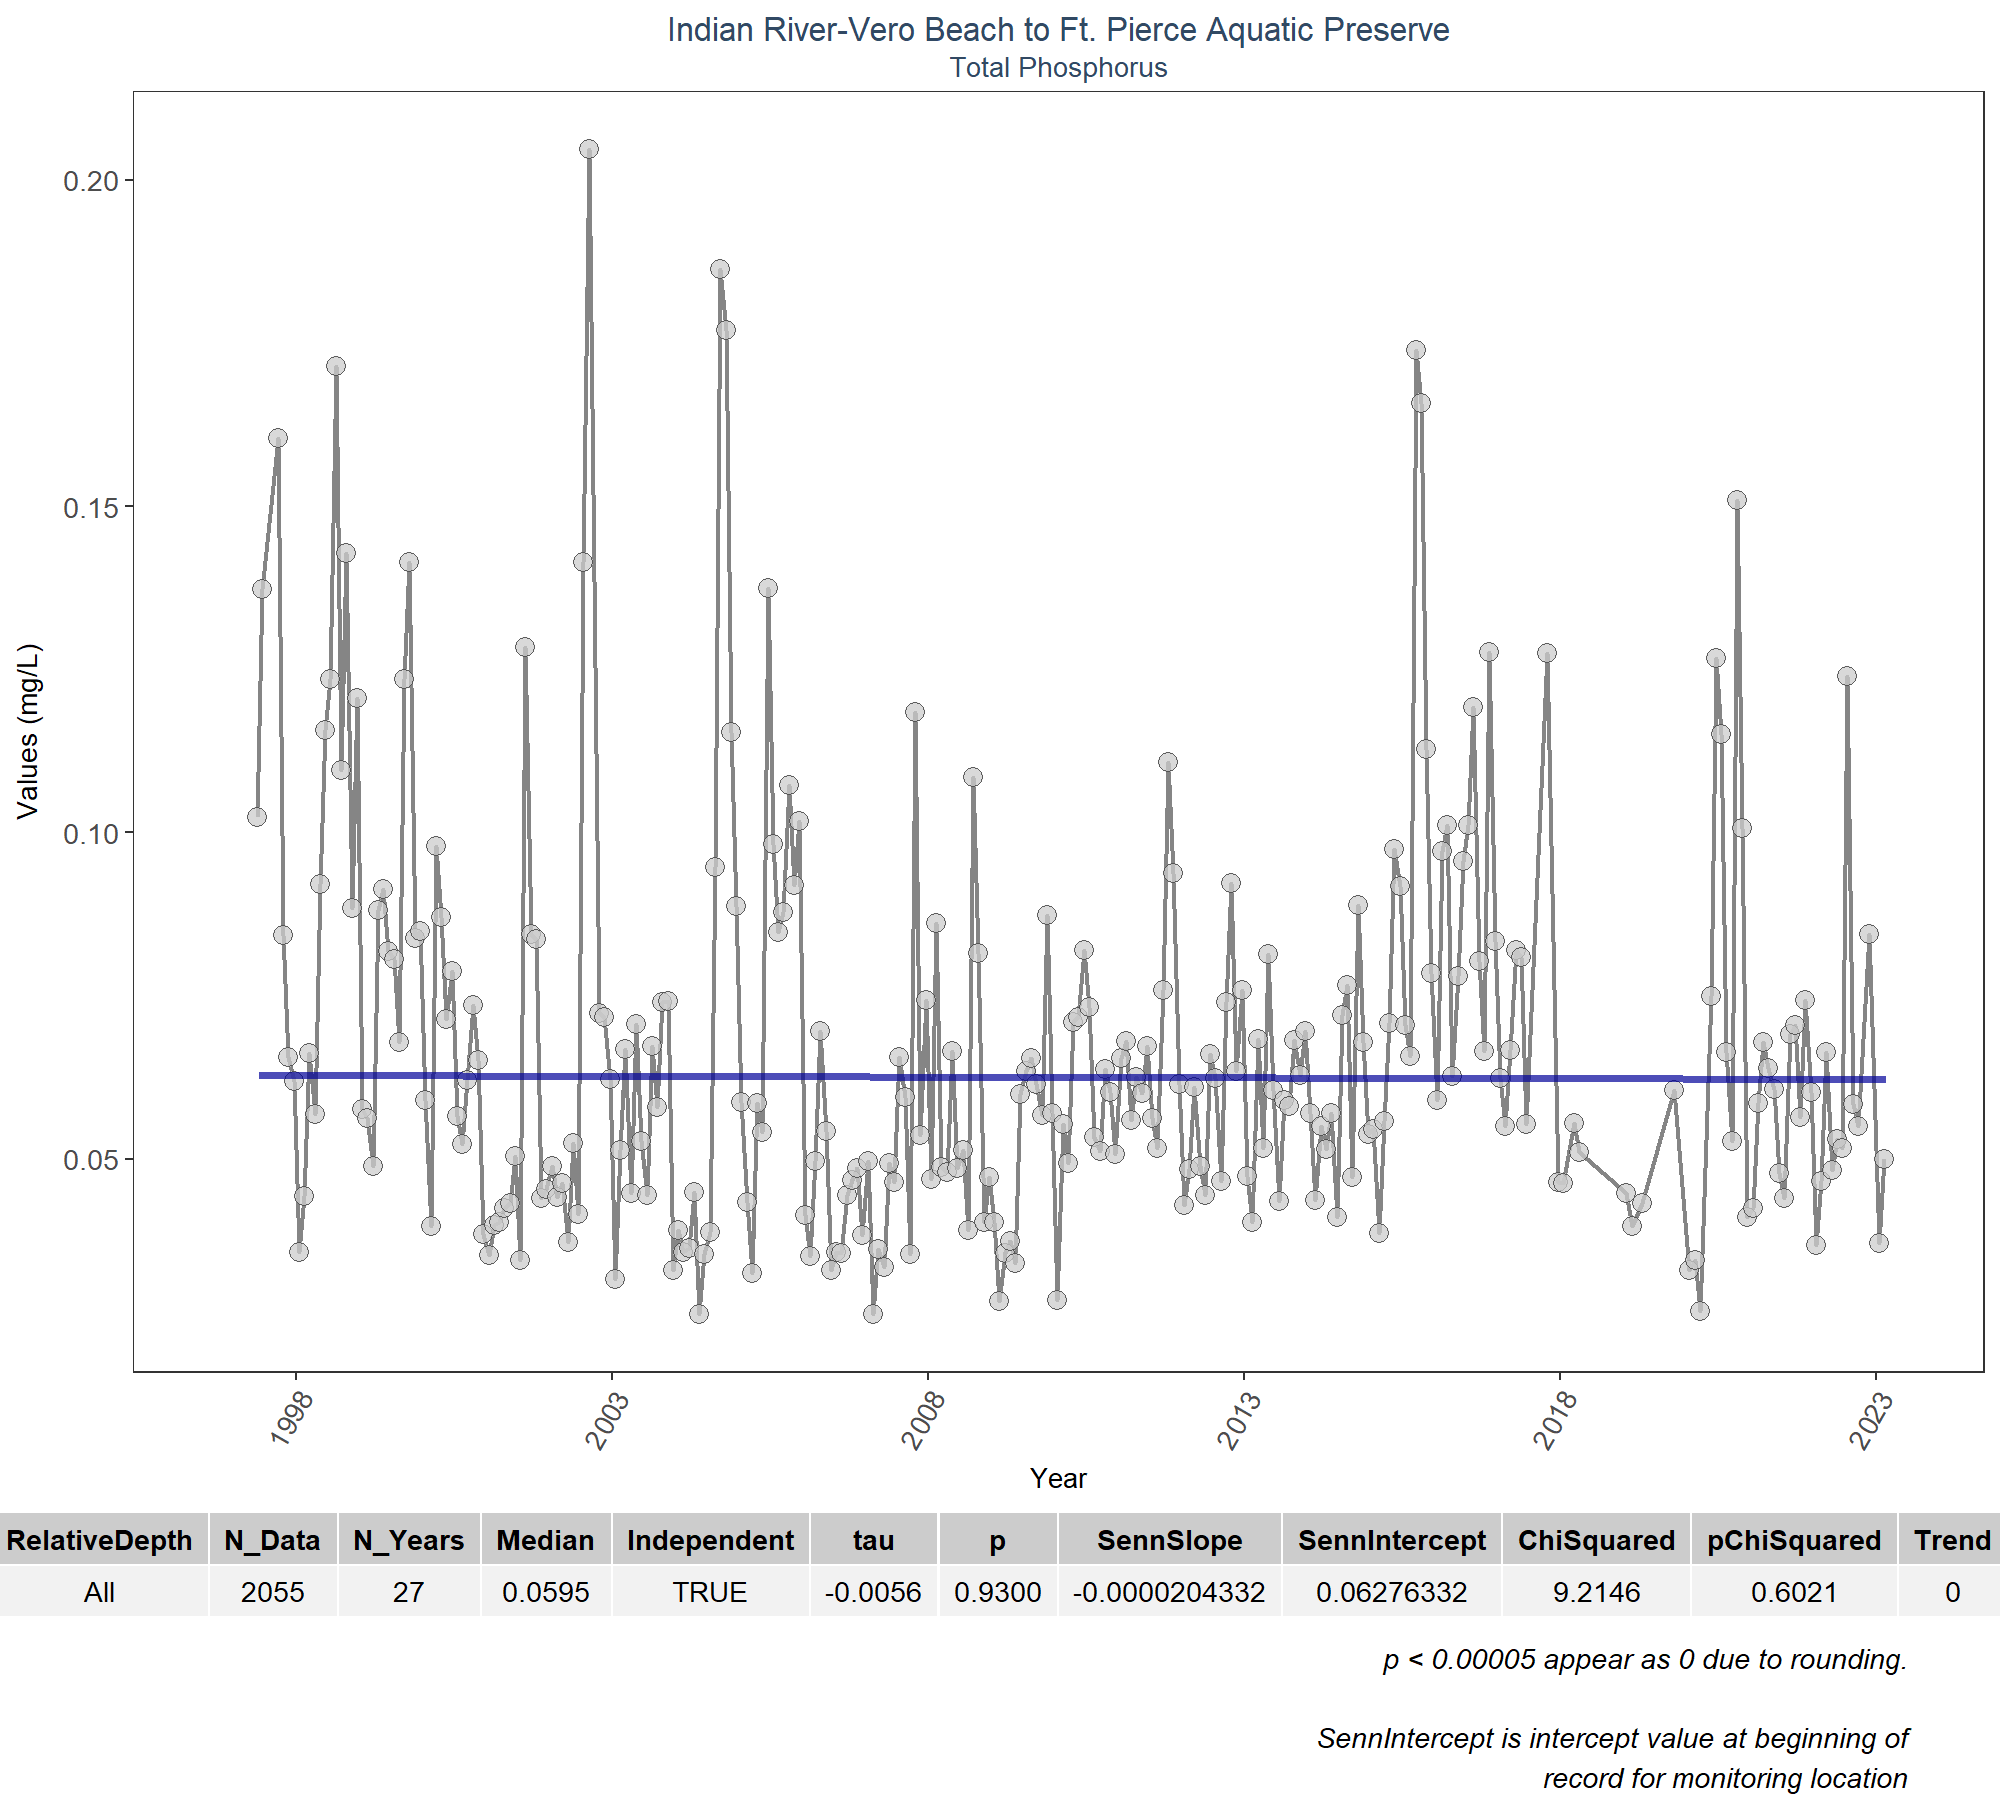 Indian River-Vero Beach to Ft. Pierce Aquatic Preserve
Total Phosphorus
Values (mg/L)
0.20
0.15
0.10
0.05
1998 2003 2008 2013 2018 2023
Year
RelativeDepth N_Data N_Years Median Independent tau p SennSlope SennIntercept ChiSquared pChiSquared Trend
All 2055 27 0.0595 TRUE -0.0056 0.9300 -0.0000204332 0.06276332 9.2146 0.6021 0
p < 0.00005 appear as 0 due to rounding.
SennIntercept is intercept value at beginning of
record for monitoring location